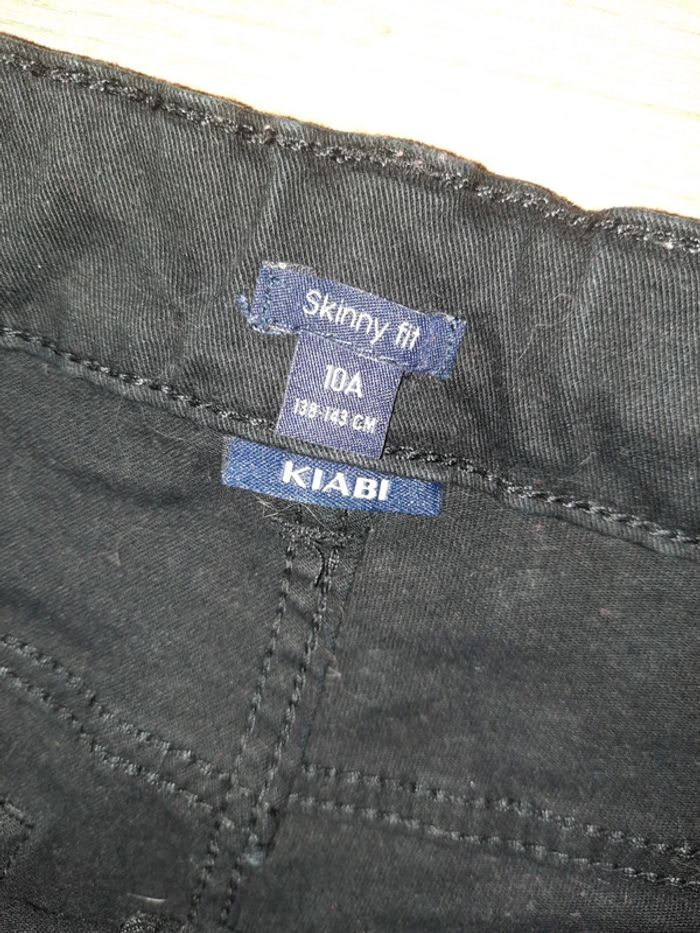 Skinny fit
10A
138-143 CM
KIABI